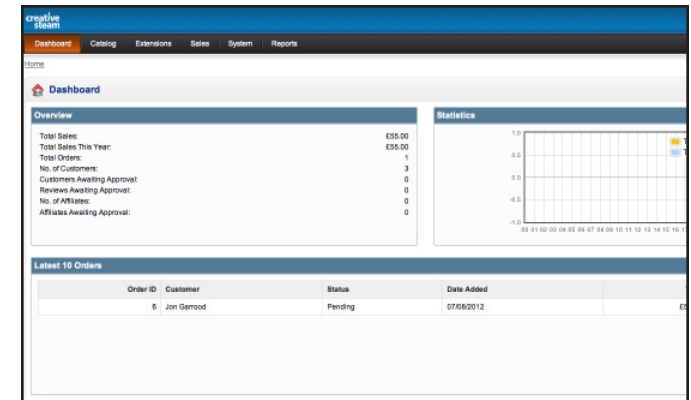 creative
steam
Dashboard Catalog Extensions Sales System Reports
Home
Dashboard
Overview
Total Sales: £55.00
Total Sales This Year: £55.00
Total Orders: 1
No. of Customers: 3
Customers Awaiting Approval: 0
Reviews Awaiting Approval: 0
No. of Affiliates: 0
Affiliates Awaiting Approval: 0
Statistics
1.0
0.5
0.0
-0.5
-1.0
00 01 02 03 04 05 06 07 08 09 10 11 12 13 14 15 16
Latest 10 Orders
Order ID Customer Status Date Added
Jon Garrood Pending 07/08/2012